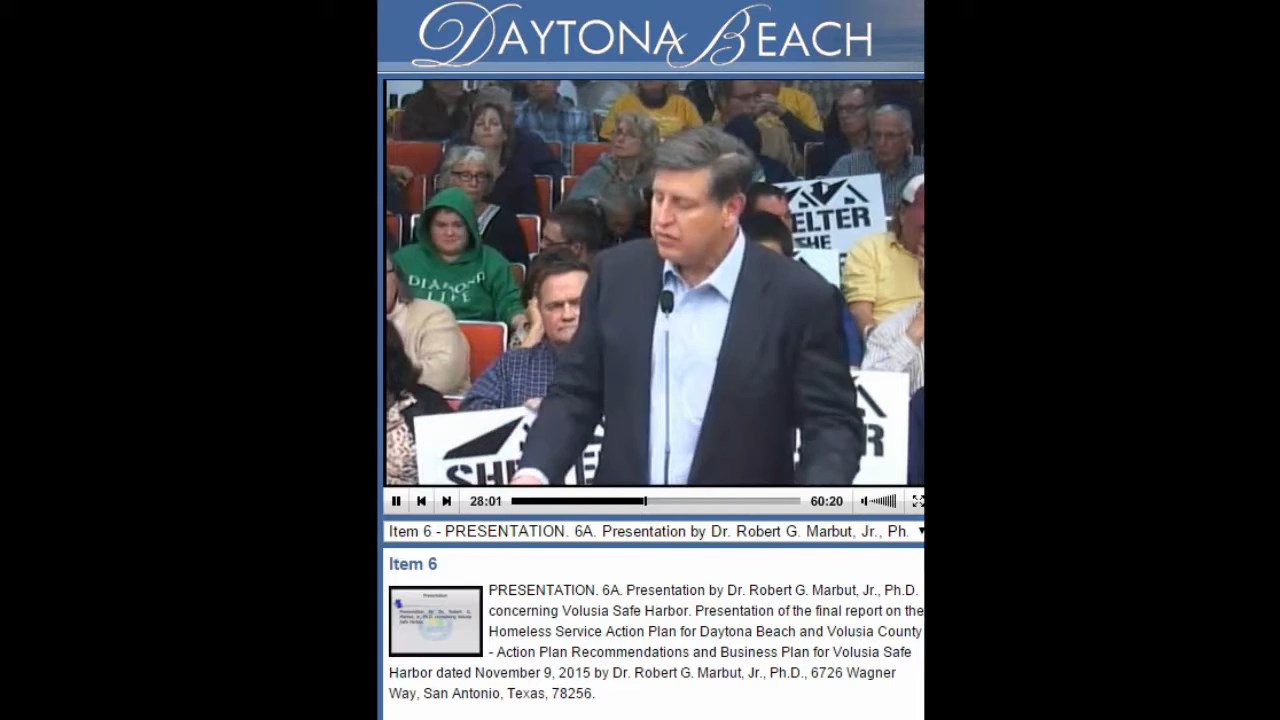 DAYTONA BEACH
DIAMOND
LIFE
ELTER
THE
SHE
R
28:01
60:20
Item 6 - PRESENTATION. 6A. Presentation by Dr. Robert G. Marbut, Jr., Ph.
Item 6
PRESENTATION. 6A. Presentation by Dr. Robert G. Marbut, Jr., Ph.D.
concerning Volusia Safe Harbor. Presentation of the final report on the
Homeless Service Action Plan for Daytona Beach and Volusia County
- Action Plan Recommendations and Business Plan for Volusia Safe
Harbor dated November 9, 2015 by Dr. Robert G. Marbut, Jr., Ph.D., 6726 Wagner
Way, San Antonio, Texas, 78256.